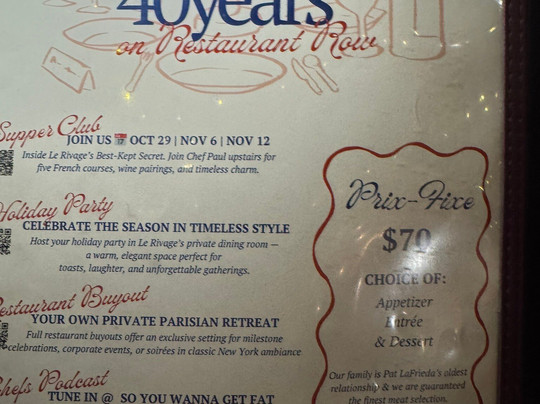 40years
on Restaurant Row
Supper Club
JOIN US 📅 OCT 29 | NOV 6 | NOV 12
Inside Le Rivage's Best-Kept Secret. Join Chef Paul upstairs for
five French courses, wine pairings, and timeless charm.
Holiday Party
CELEBRATE THE SEASON IN TIMELESS STYLE
Host your holiday party in Le Rivage's private dining room —
a warm, elegant space perfect for
toasts, laughter, and unforgettable gatherings.
estaurant Buyout
YOUR OWN PRIVATE PARISIAN RETREAT
Full restaurant buyouts offer an exclusive setting for milestone
celebrations, corporate events, or soirées in classic New York ambiance
hefs Podcast
TUNE IN @ SO YOU WANNA GET FAT
Prix-Fixe
$70
CHOICE OF:
Appetizer
Entrée
& Dessert
Our family is Pat LaFrieda's oldest
relationship & we are guaranteed
the finest meat selection.